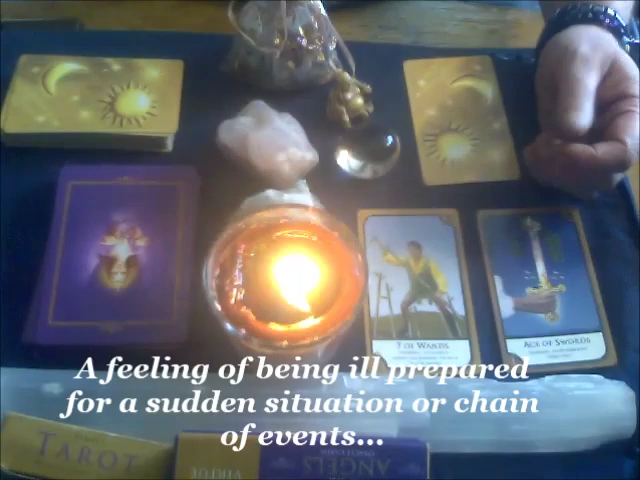 7 OF WANDS
ACE OF SWORDS
A feeling of being ill prepared
for a sudden situation or chain
of events...
TAROT
VIRTUE
ANGELS